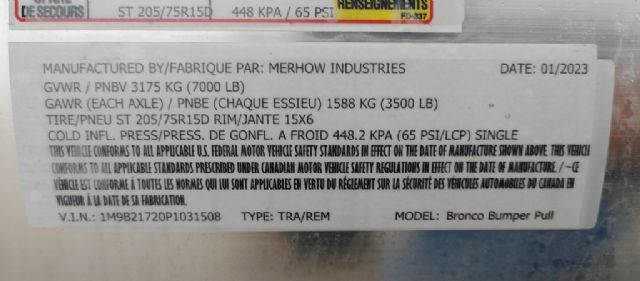 DE SECOURS ST 205/75R15D 448 KPA / 65 PSI RENSEIGNEMENTS
MANUFACTURED BY/FABRIQUE PAR: MERHOW INDUSTRIES DATE: 01/2023
GVWR / PNBV 3175 KG (7000 LB)
GAWR (EACH AXLE) / PNBE (CHAQUE ESSIEU) 1588 KG (3500 LB)
TIRE/PNEU ST 205/75R15D RIM/JANTE 15X6
COLD INFL. PRESS/PRESS. DE GONFL. A FROID 448.2 KPA (65 PSI/LCP) SINGLE
THIS VEHICLE CONFORMS TO ALL APPLICABLE U.S. FEDERAL MOTOR VEHICLE SAFETY STANDARDS IN EFFECT ON THE DATE OF MANUFACTURE SHOWN ABOVE. THIS VEHICLE
CONFORMS TO ALL APPLICABLE STANDARDS PRESCRIBED UNDER CANADIAN MOTOR VEHICLE SAFETY REGULATIONS IN EFFECT ON THE DATE OF MANUFACTURE. / ~CE
VÉHICLE EST CONFORME À TOUTES LES NORMES QUI LUI SONT APPLICABLES EN VERTU DU RÉGLEMENT SUR LA SÉCURITÉ DES VÉHICULES AUTOMOBILES DU CANADA EN
VIGUEUR À LA DATE DE SA FABRICATION.
V.I.N.: 1M9B21720P1031508 TYPE: TRA/REM MODEL: Bronco Bumper Pull